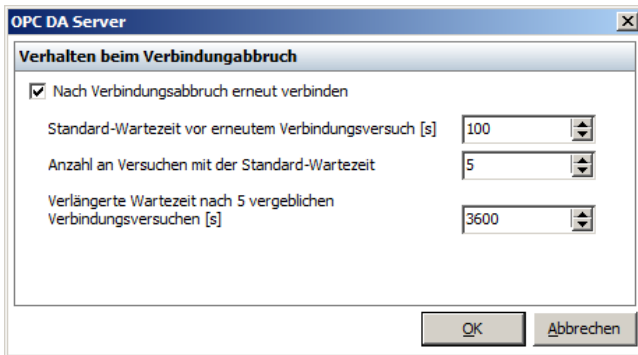 OPC DA Server
Verhalten beim Verbindungabbruch
Nach Verbindungsabbruch erneut verbinden
Standard-Wartezeit vor erneutem Verbindungsversuch [s] 100
Anzahl an Versuchen mit der Standard-Wartezeit 5
Verlängerte Wartezeit nach 5 vergeblichen
Verbindungsversuchen [s] 3600
OK Abbrechen